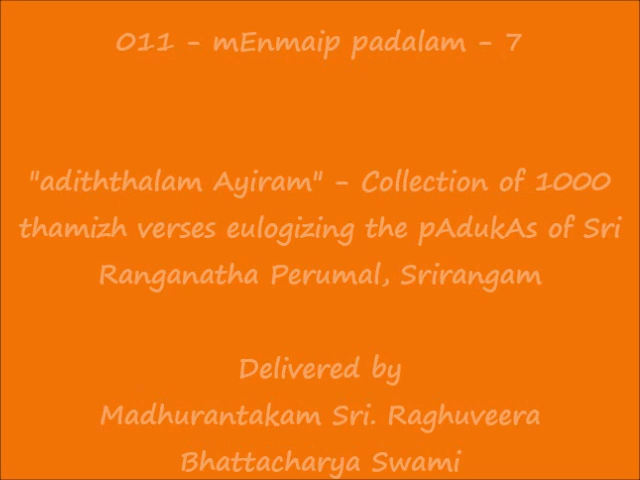 011 - mEnmaip padalam - 7
"adiththalam Ayiram" - Collection of 1000
thamizh verses eulogizing the pAdukAs of Sri
Ranganatha Perumal, Srirangam
Delivered by
Madhurantakam Sri. Raghuveera
Bhattacharya Swami